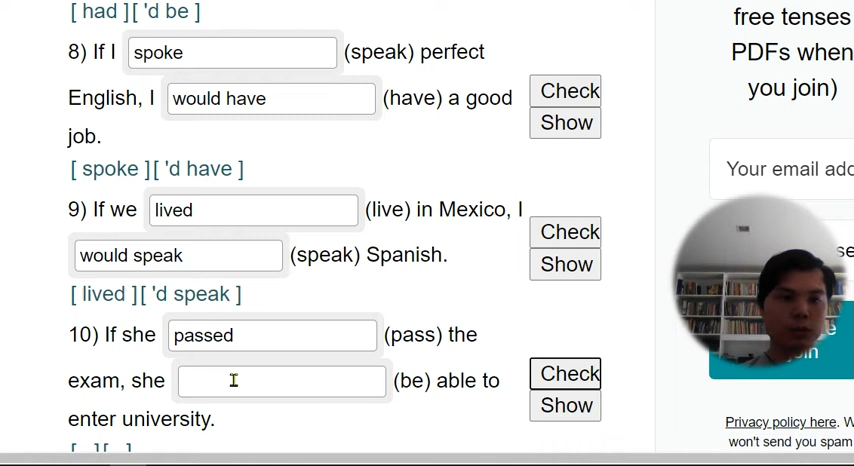 [ had ][ 'd be ]
8) If I spoke (speak) perfect
English, I would have (have) a good
job.
Check
Show
[ spoke ][ 'd have ]
9) If we lived (live) in Mexico, I
would speak (speak) Spanish.
Check
Show
[ lived ][ 'd speak ]
10) If she passed (pass) the
exam, she (be) able to
enter university.
Check
Show
free tenses
PDFs when
you join)
Your email add
Privacy policy here. W
won't send you spam